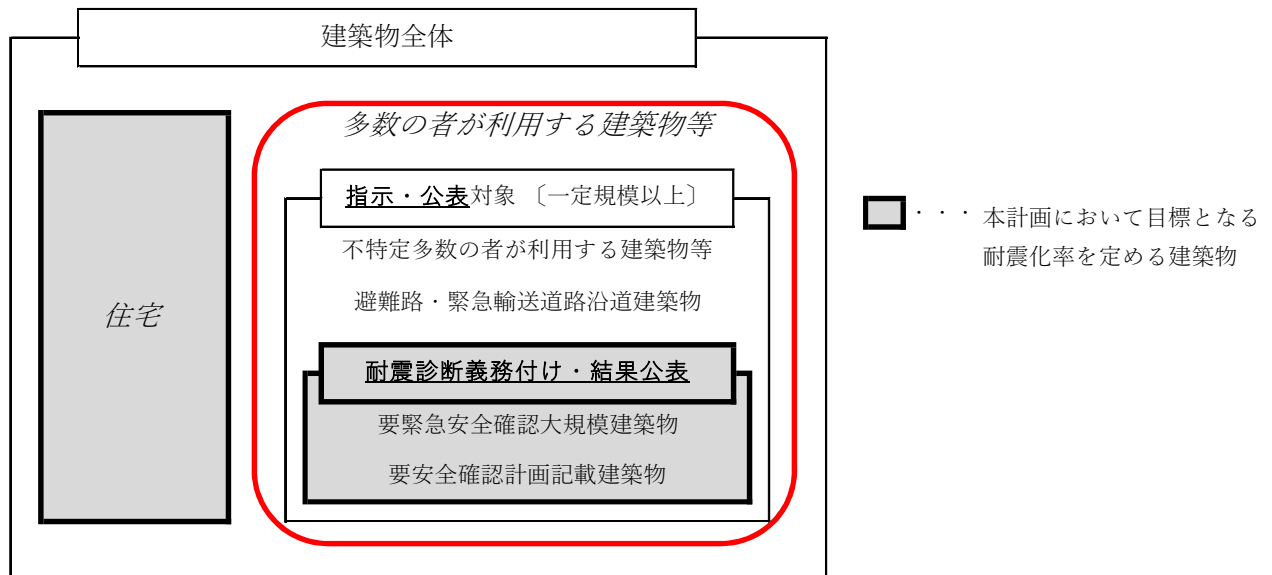 建築物全体
多数の者が利用する建築物等
指示・公表対象 〔一定規模以上〕
不特定多数の者が利用する建築物等
避難路・緊急輸送道路沿道建築物
住宅
耐震診断義務付け・結果公表
要緊急安全確認大規模建築物
要安全確認計画記載建築物
・・・ 本計画において目標となる
耐震化率を定める建築物